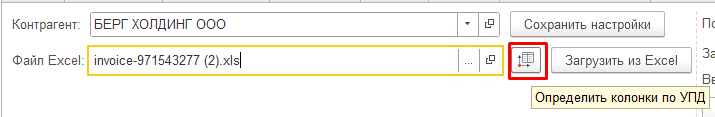 Контрагент: БЕРГ ХОЛДИНГ ООО Сохранить настройки
Файл Excel: invoice-971543277 (2).xls ... Загрузить из Excel
Определить колонки по УПД